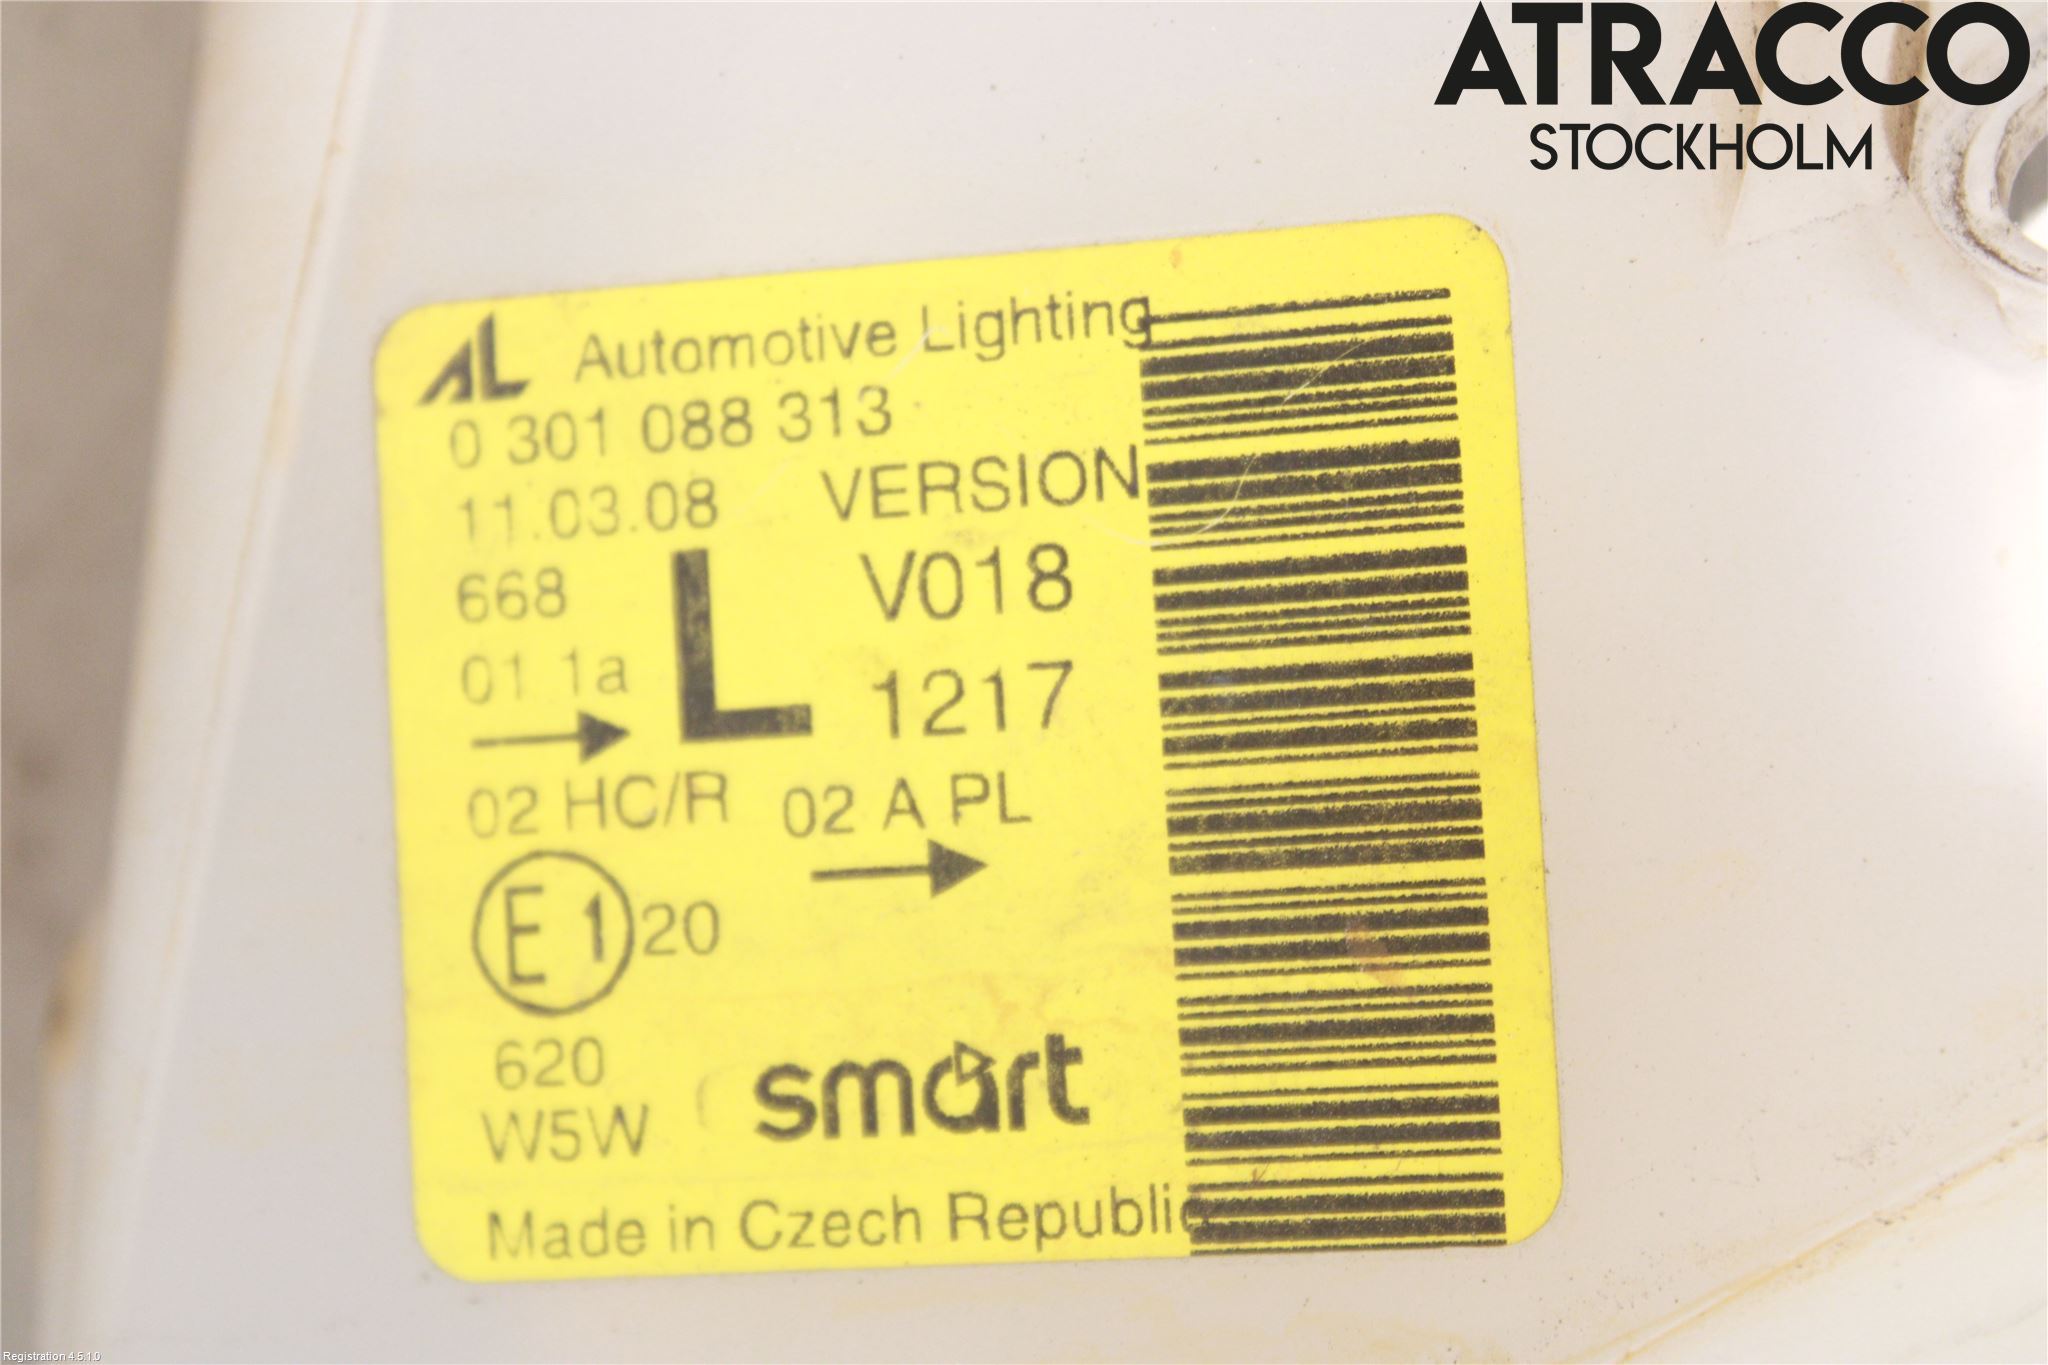 ATRACCO
STOCKHOLM
AL Automotive Lighting
0 301 088 313
11.03.08 VERSION
668 L V018
01 1a 1217
→
02 HC/R 02 A PL
→
E 1 20
620
W5W smart
Made in Czech Republic
Registration 4.5.1.0